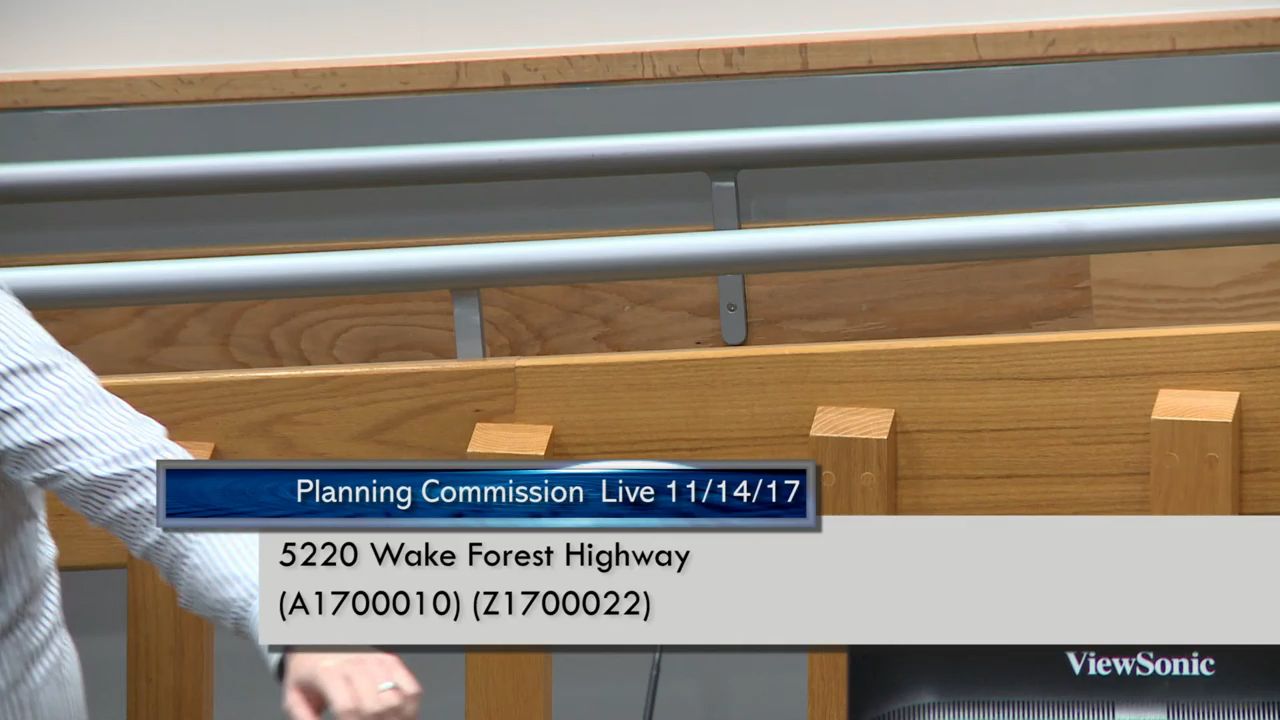 Planning Commission Live 11/14/17
5220 Wake Forest Highway
(A1700010) (Z1700022)
ViewSonic